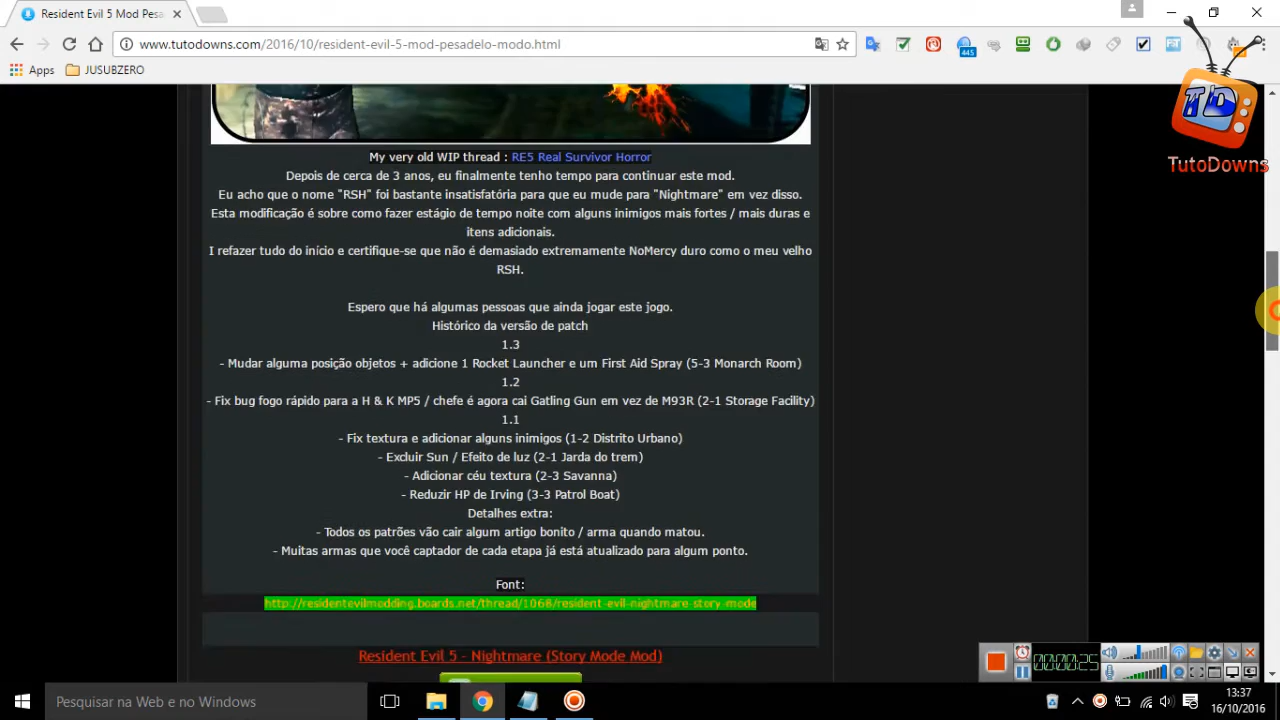 Resident Evil 5 Mod Pesa
www.tutodowns.com/2016/10/resident-evil-5-mod-pesadelo-modo.html
445
Apps
JUSUBZERO
TD
TutoDowns
My very old WIP thread : RE5 Real Survivor Horror
Depois de cerca de 3 anos, eu finalmente tenho tempo para continuar este mod.
Eu acho que o nome "RSH" foi bastante insatisfatória para que eu mude para "Nightmare" em vez disso.
Esta modificação é sobre como fazer estágio de tempo noite com alguns inimigos mais fortes / mais duras e
itens adicionais.
I refazer tudo do início e certifique-se que não é demasiado extremamente NoMercy duro como o meu velho
RSH.
Espero que há algumas pessoas que ainda jogar este jogo.
Histórico da versão de patch
1.3
- Mudar alguma posição objetos + adicione 1 Rocket Launcher e um First Aid Spray (5-3 Monarch Room)
1.2
- Fix bug fogo rápido para a H & K MP5 / chefe é agora cai Gatling Gun em vez de M93R (2-1 Storage Facility)
1.1
- Fix textura e adicionar alguns inimigos (1-2 Distrito Urbano)
- Excluir Sun / Efeito de luz (2-1 Jarda do trem)
- Adicionar céu textura (2-3 Savanna)
- Reduzir HP de Irving (3-3 Patrol Boat)
Detalhes extra:
- Todos os patrões vão cair algum artigo bonito / arma quando matou.
- Muitas armas que você captador de cada etapa já está atualizado para algum ponto.
Font:
http://residentevilmodding.boards.net/thread/1068/resident-evil-nightmare-story-mode
Resident Evil 5 - Nightmare (Story Mode Mod)
00:00:25
Pesquisar na Web e no Windows
13:37
16/10/2016